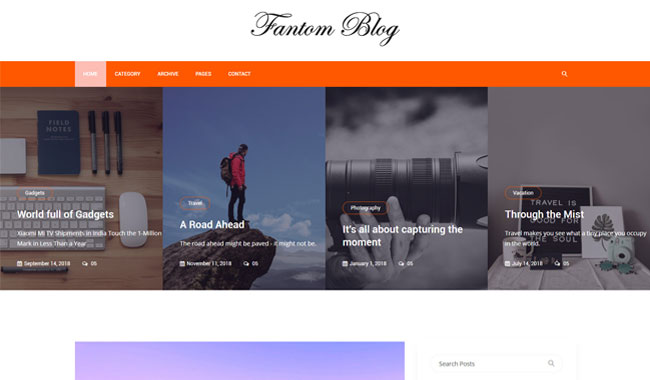 Fantom Blog
HOME CATEGORY ARCHIVE PAGES CONTACT
FIELD NOTES
Gadgets
World full of Gadgets
Xiaomi Mi TV Shipments in India Touch the 1-Million
Mark in Less Than a Year
September 14, 2018 05
Travel
A Road Ahead
The road ahead might be paved - it might not be.
November 11, 2018 05
Photography
It's all about capturing the
moment
January 1, 2018 05
TRAVEL IS
GOOD FOR
THE SOUL
Vacation
Through the Mist
Travel makes you see what a tiny place you occupy
in the world.
July 14, 2018 05
Search Posts